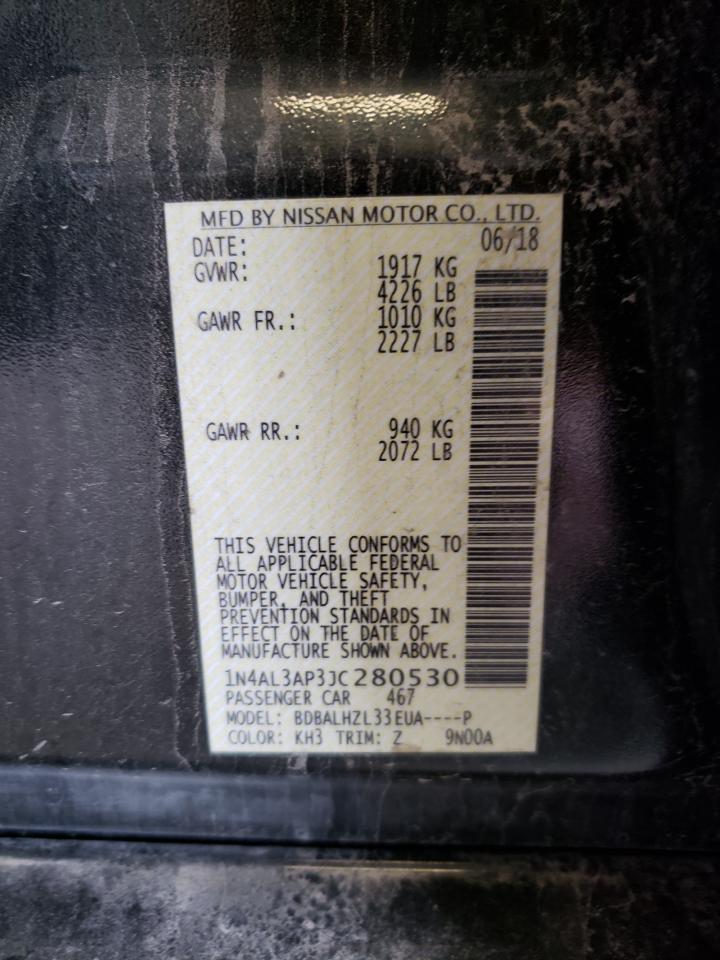 MFD BY NISSAN MOTOR CO., LTD.
DATE: 06/18
GVWR: 1917 KG
4226 LB
GAWR FR.: 1010 KG
2227 LB
GAWR RR.: 940 KG
2072 LB
THIS VEHICLE CONFORMS TO
ALL APPLICABLE FEDERAL
MOTOR VEHICLE SAFETY,
BUMPER, AND THEFT
PREVENTION STANDARDS IN
EFFECT ON THE DATE OF
MANUFACTURE SHOWN ABOVE.
1N4AL3AP3JC280530
PASSENGER CAR 467
MODEL: BDBALHZL33EUA----P
COLOR: KH3 TRIM: Z 9N00A